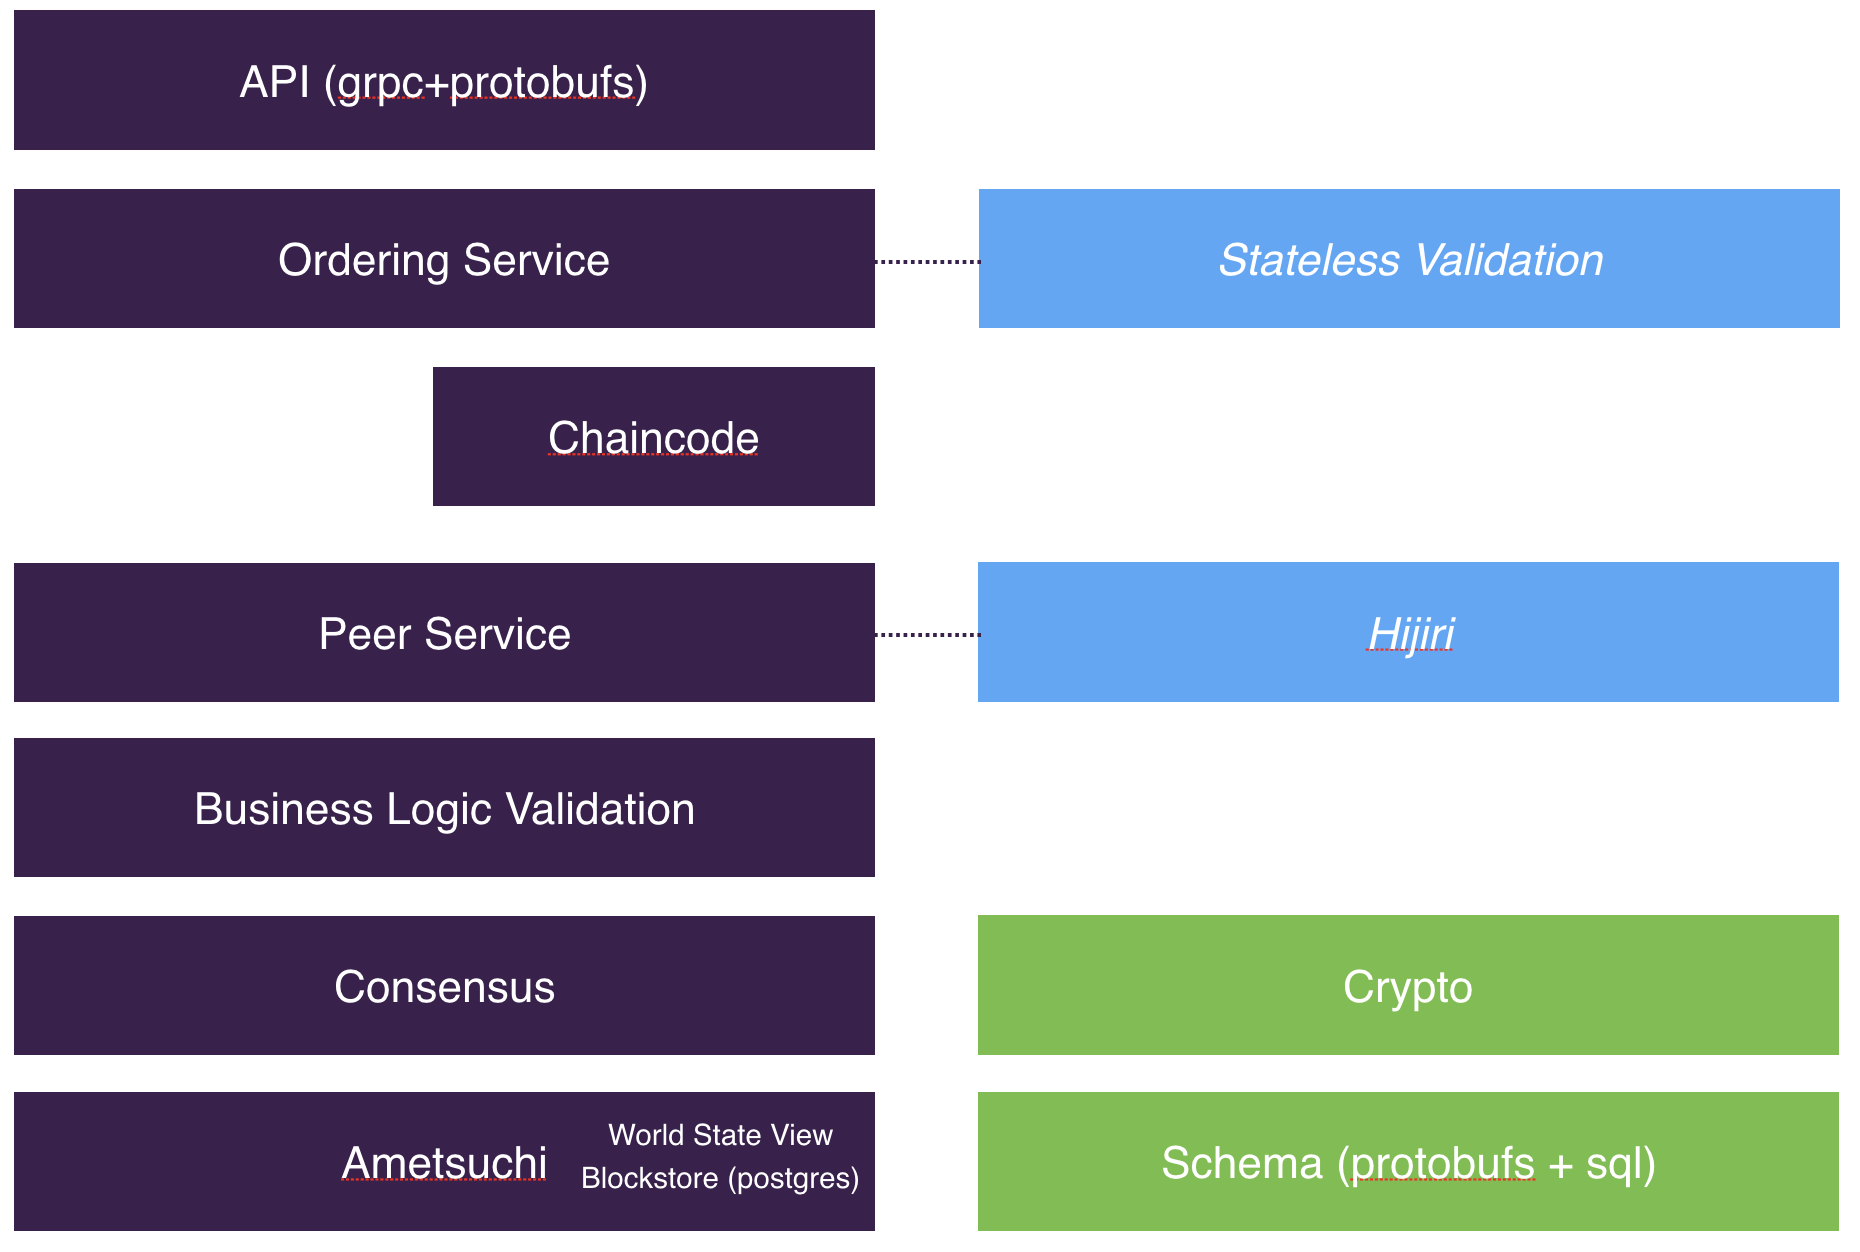 API (grpc+protobufs)
Ordering Service
Stateless Validation
Chaincode
Peer Service
Hijiri
Business Logic Validation
Consensus
Crypto
Ametsuchi
World State View
Blockstore (postgres)
Schema (protobufs + sql)